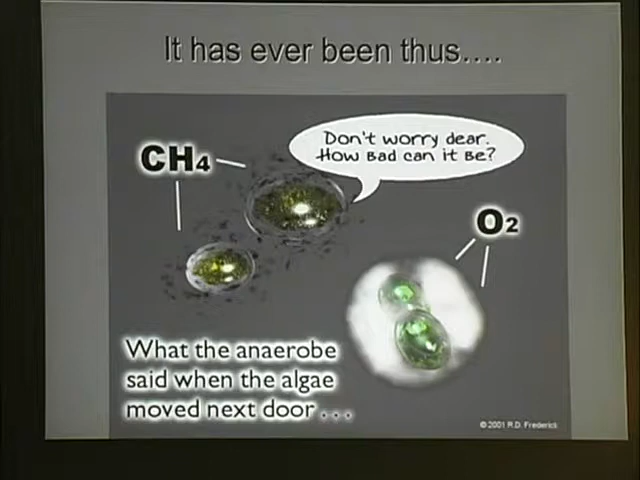 It has ever been thus....
Don't worry dear.
How bad can it be?
CH4
O2
What the anaerobe
said when the algae
moved next door ...
© 2001 R.D. Frederick